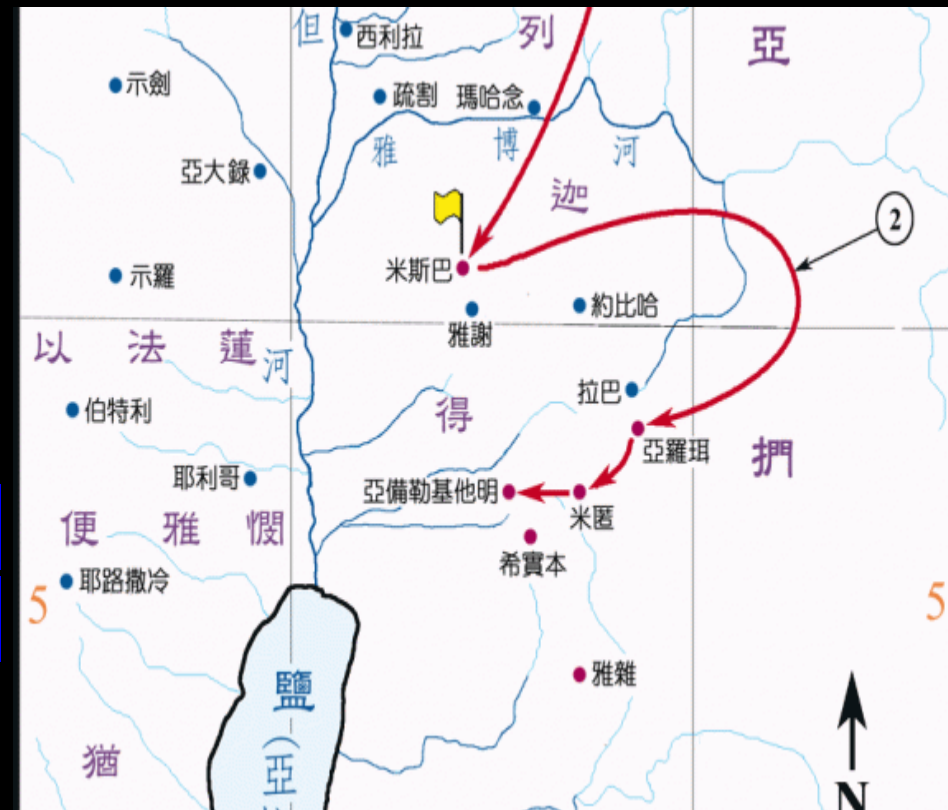 但
西利拉
列
亞
示劍
疏割
瑪哈念
雅博河
亞大錄
迦
②
示羅
米斯巴
雅謝
約比哈
以法蓮
河
拉巴
伯特利
得
亞羅珥
捫
耶利哥
亞備勒基他明
米匿
便雅憫
希實本
耶路撒冷
5
5
雅雜
鹽（亞
猶
N